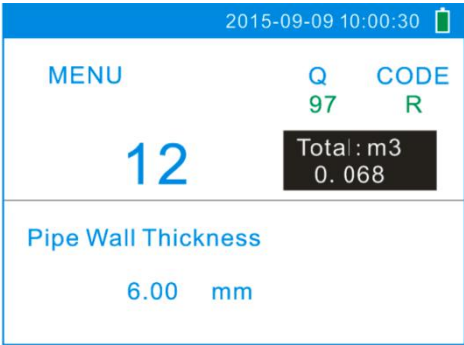 2015-09-09 10:00:30
MENU Q CODE
97 R
12
Total: m3
0. 068
Pipe Wall Thickness
6.00 mm